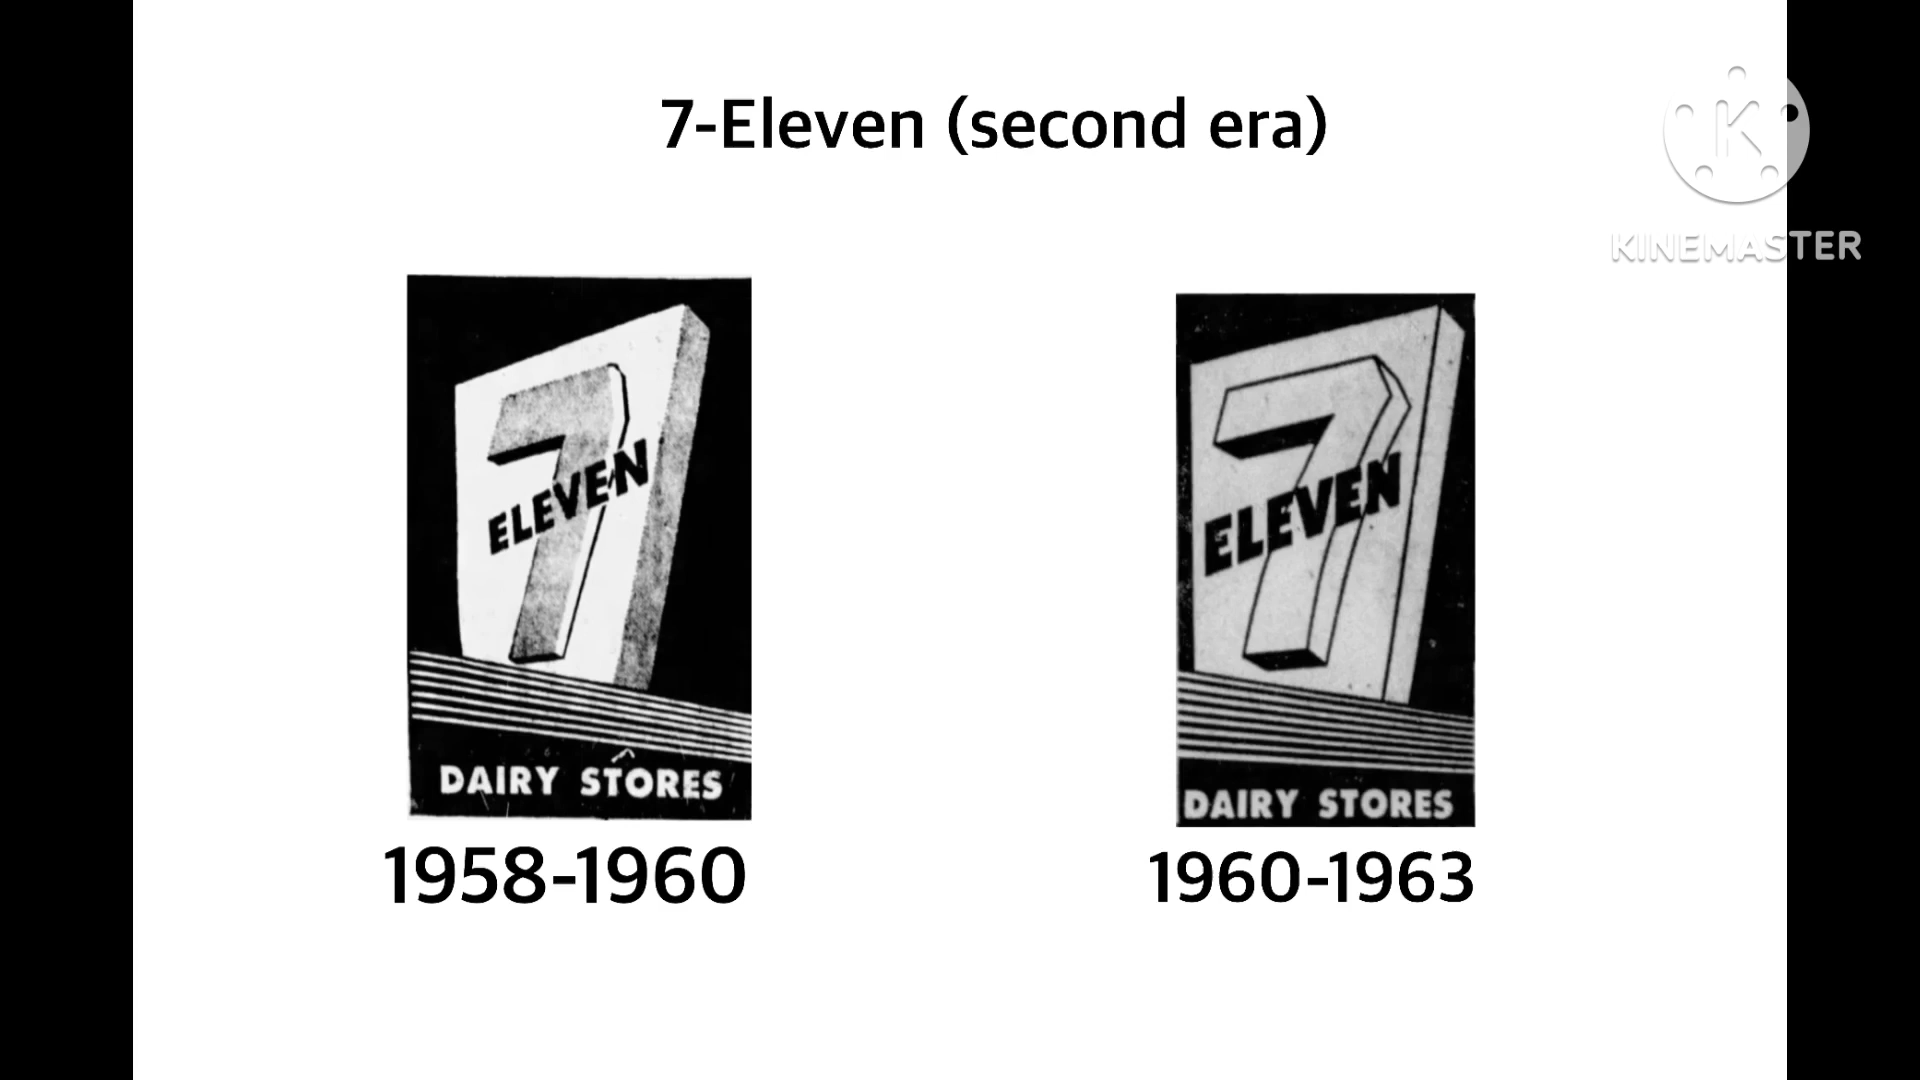 7-Eleven (second era)
KINEMASTER
7
ELEVEN
DAIRY STORES
1958-1960
7
ELEVEN
DAIRY STORES
1960-1963